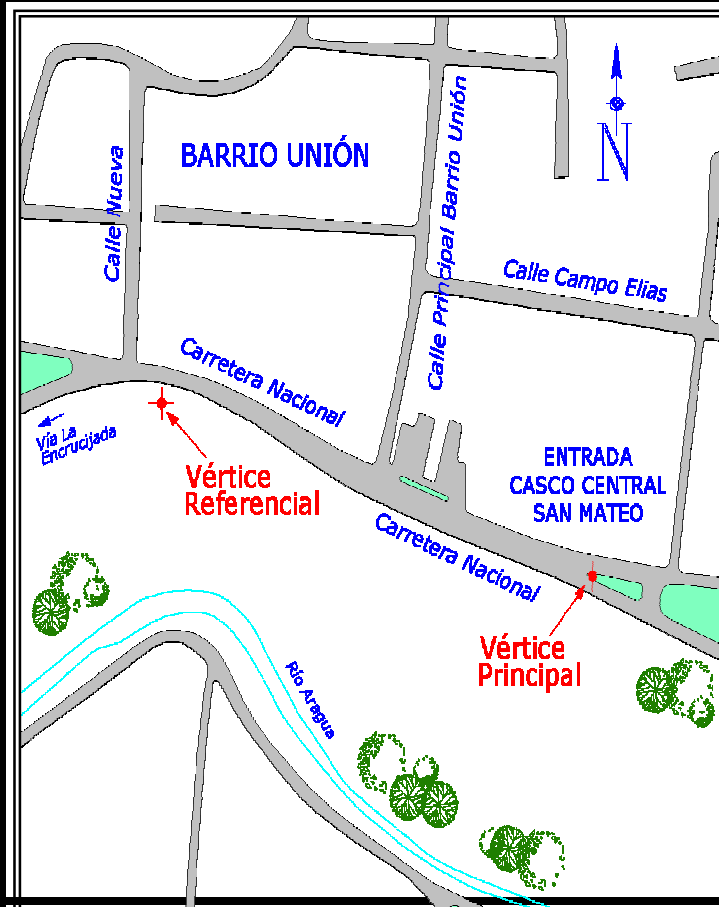 N
BARRIO UNIÓN
Calle Nueva
Calle Principal Barrio Unión
Calle Campo Elias
Carretera Nacional
Vía La
Encrucijada
Vértice
Referencial
ENTRADA
CASCO CENTRAL
SAN MATEO
Carretera Nacional
Vértice
Principal
Río Aragua